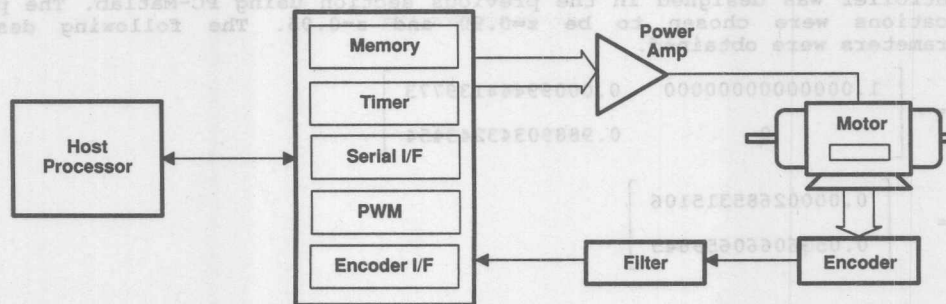 Memory
Timer
Serial I/F
PWM
Encoder I/F
Host
Processor
Power
Amp
Motor
Filter
Encoder